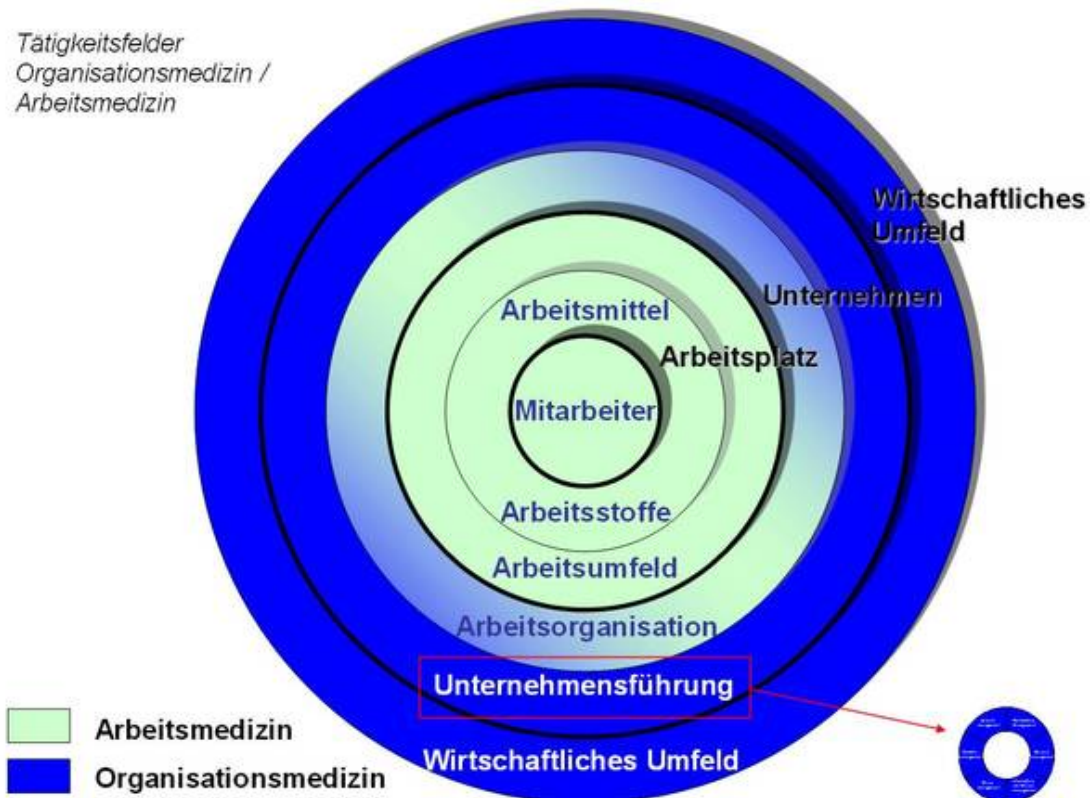 Tätigkeitsfelder
Organisationsmedizin /
Arbeitsmedizin
Wirtschaftliches
Umfeld
Unternehmen
Arbeitsmittel
Arbeitsplatz
Mitarbeiter
Arbeitsstoffe
Arbeitsumfeld
Arbeitsorganisation
Unternehmensführung
Wirtschaftliches Umfeld
Arbeitsmedizin
Organisationsmedizin